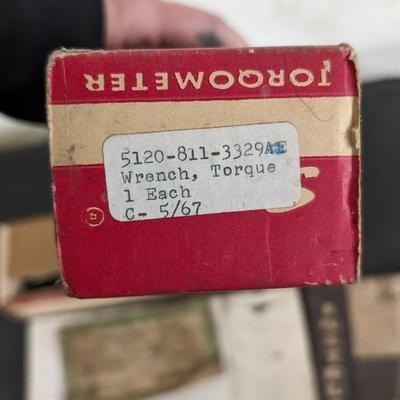 TORQOMETER
5120-811-3329AE
Wrench, Torque
1 Each
C- 5/67